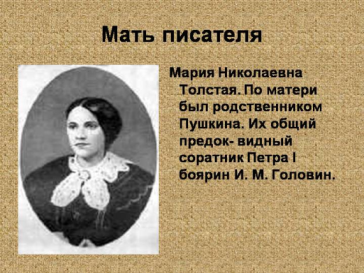 Мать писателя
Мария Николаевна
Толстая. По матери
был родственником
Пушкина. Их общий
предок- видный
соратник Петра I
боярин И. М. Головин.